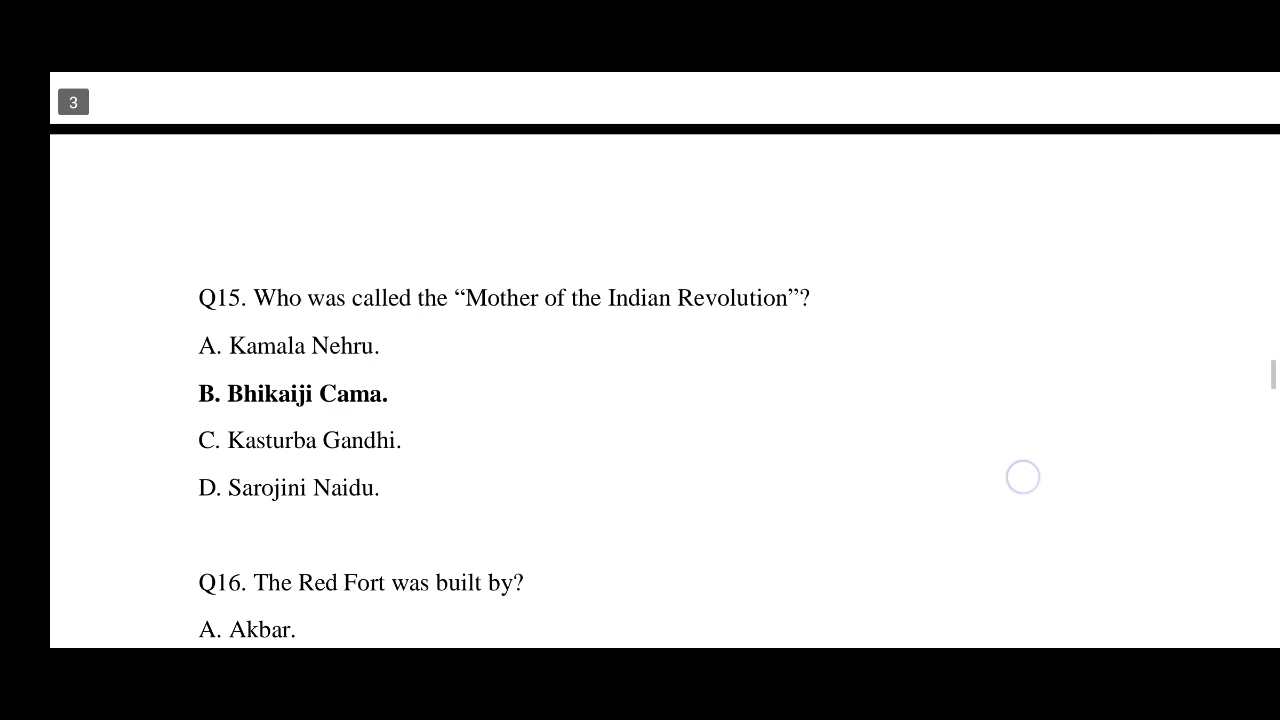 3
Q15. Who was called the “Mother of the Indian Revolution”?
A. Kamala Nehru.
B. Bhikaiji Cama.
C. Kasturba Gandhi.
D. Sarojini Naidu.
Q16. The Red Fort was built by?
A. Akbar.